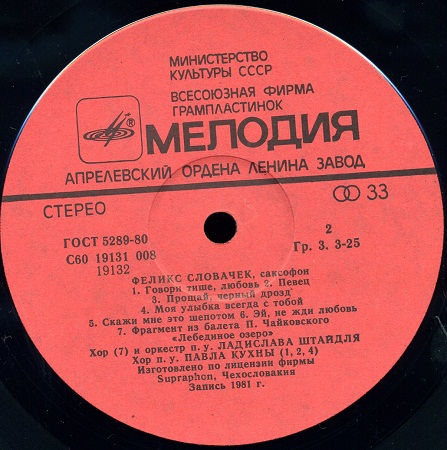 МИНИСТЕРСТВО
КУЛЬТУРЫ СССР
ВСЕСОЮЗНАЯ ФИРМА
ГРАМПЛАСТИНОК
®
МЕЛОДИЯ
АПРЕЛЕВСКИЙ ОРДЕНА ЛЕНИНА ЗАВОД
СТЕРЕО
33
ГОСТ 5289-80
2
С60 19131 008
Гр. 3. 3-25
19132
ФЕЛИКС СЛОВАЧЕК, саксофон
1. Говори тише, любовь 2. Певец
3. Прощай, черный дрозд
4. Моя улыбка всегда с тобой
5. Скажи мне это шепотом 6. Эй, не жди любовь
7. Фрагмент из балета П. Чайковского
«Лебединое озеро»
Хор (7) и оркестр п. у. ЛАДИСЛАВА ШТАЙДЛЯ
Хор п. у. ПАВЛА КУХНЫ (1, 2, 4)
Изготовлено по лицензии фирмы
Supraphon, Чехословакия
Запись 1981 г.